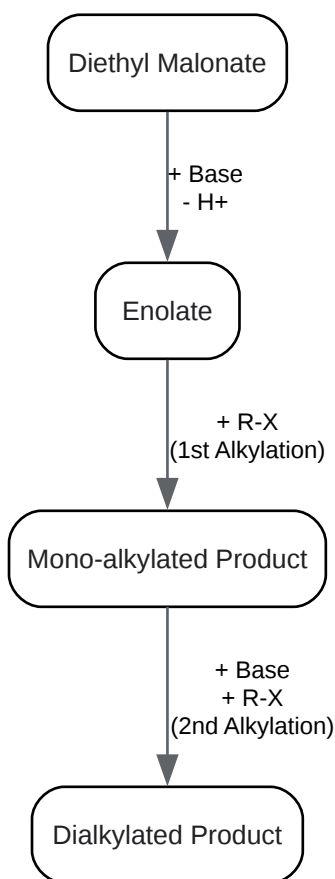 Diethyl Malonate
+ Base
- H+
Enolate
+ R-X
(1st Alkylation)
Mono-alkylated Product
+ Base
+ R-X
(2nd Alkylation)
Dialkylated Product